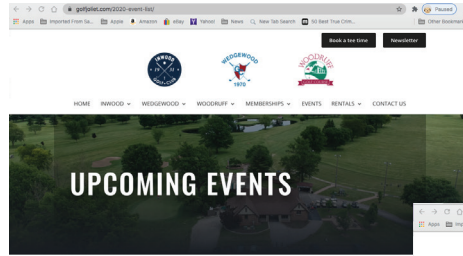 golfjoliet.com/2020-event-list/
Paused
Apps Imported From Sa... Apple Amazon eBay Yahoo! News New Tab Search 50 Best True Crim... Other Bookmarks
Book a tee time Newsletter
INWOOD
GOLF CLUB
WEDGEWOOD
1970
WOODRUFF
HOME INWOOD WEDGEWOOD WOODRUFF MEMBERSHIPS EVENTS RENTALS CONTACT US
UPCOMING EVENTS
Apps